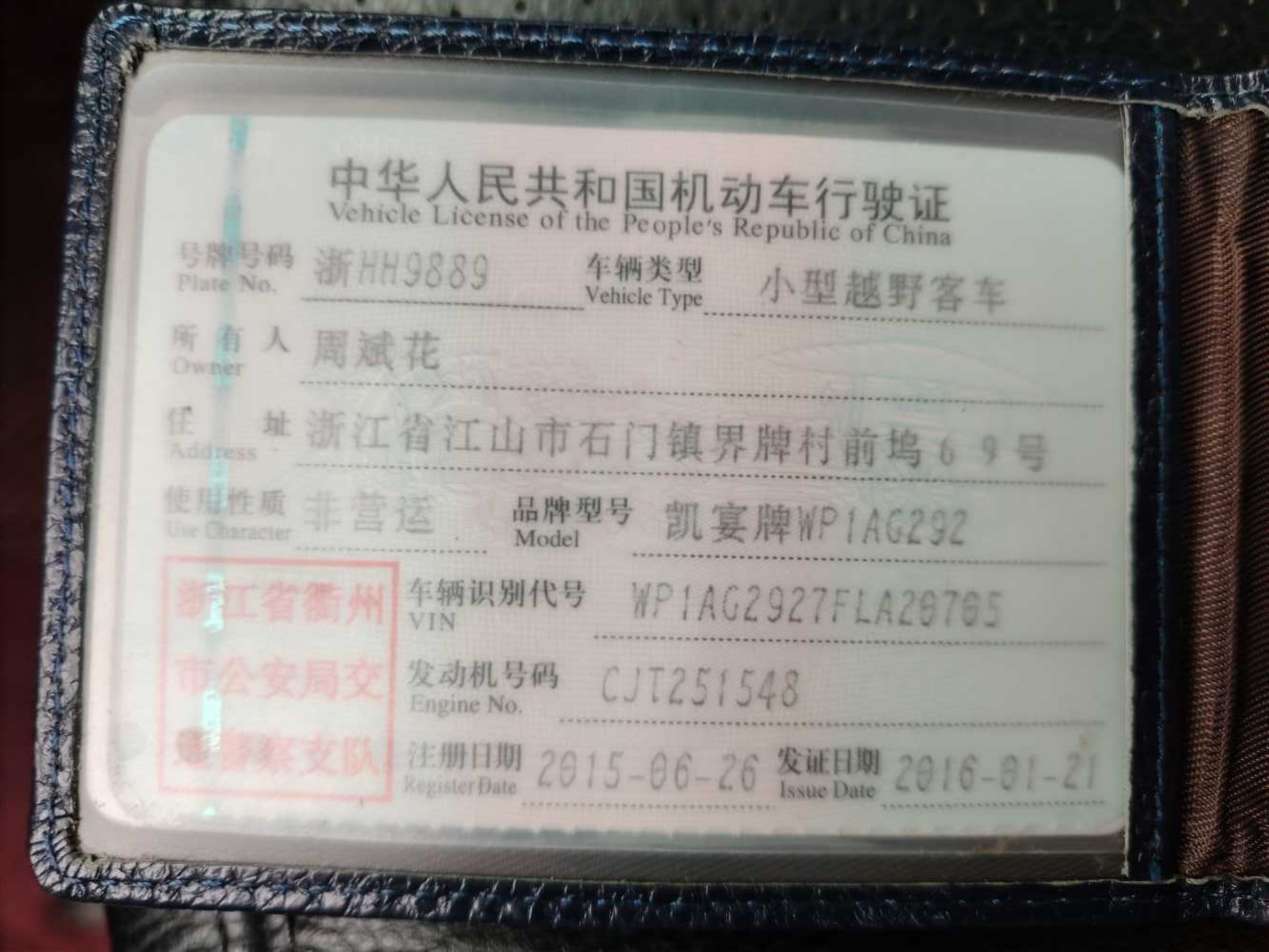 中华人民共和国机动车行驶证
Vehicle License of the People's Republic of China
号牌号码 浙HH9889 车辆类型 小型越野客车
Plate No. Vehicle Type
所有人 周斌花
Owner
住址 浙江省江山市石门镇界牌村前坞69号
Address
使用性质 非营运 品牌型号 凯宴牌WP1AG292
Use Character Model
浙江省衢州 车辆识别代号 WP1AG2927FLA20705
VIN
市公安局交 发动机号码 CJT251548
Engine No.
通警察支队 注册日期 2015-06-26 发证日期 2016-01-21
Register Date Issue Date